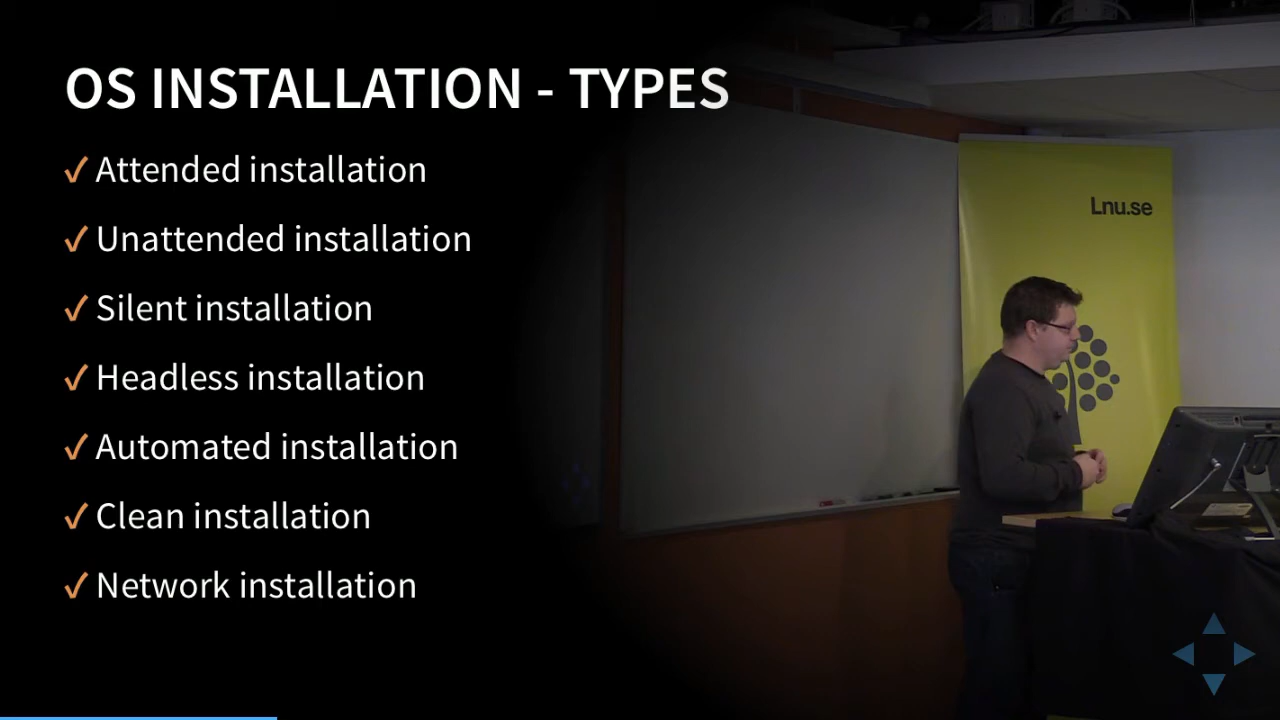 OS INSTALLATION - TYPES
✓ Attended installation
✓ Unattended installation
✓ Silent installation
✓ Headless installation
✓ Automated installation
✓ Clean installation
✓ Network installation
Lnu.se